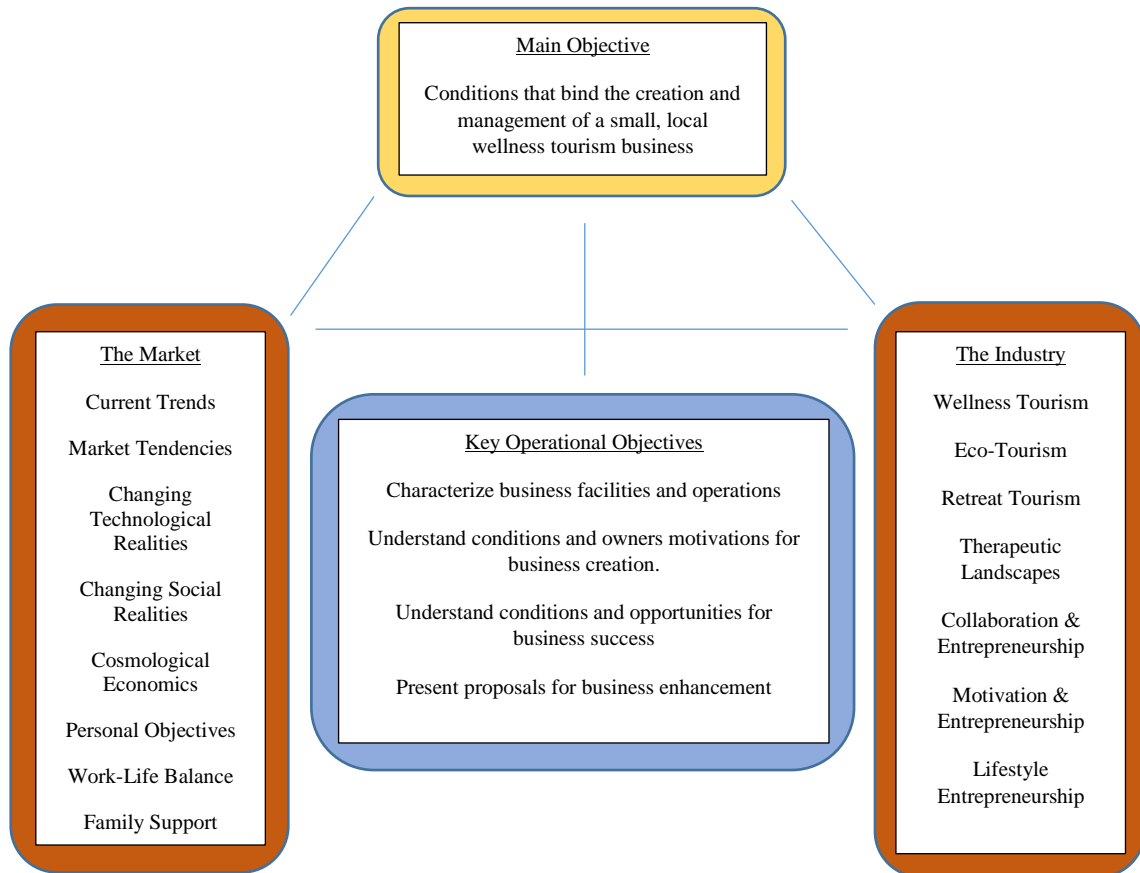 Main Objective
Conditions that bind the creation and
management of a small, local
wellness tourism business
The Market
Current Trends
Market Tendencies
Changing
Technological
Realities
Changing Social
Realities
Cosmological
Economics
Personal Objectives
Work-Life Balance
Family Support
Key Operational Objectives
Characterize business facilities and operations
Understand conditions and owners motivations for
business creation.
Understand conditions and opportunities for
business success
Present proposals for business enhancement
The Industry
Wellness Tourism
Eco-Tourism
Retreat Tourism
Therapeutic
Landscapes
Collaboration &
Entrepreneurship
Motivation &
Entrepreneurship
Lifestyle
Entrepreneurship